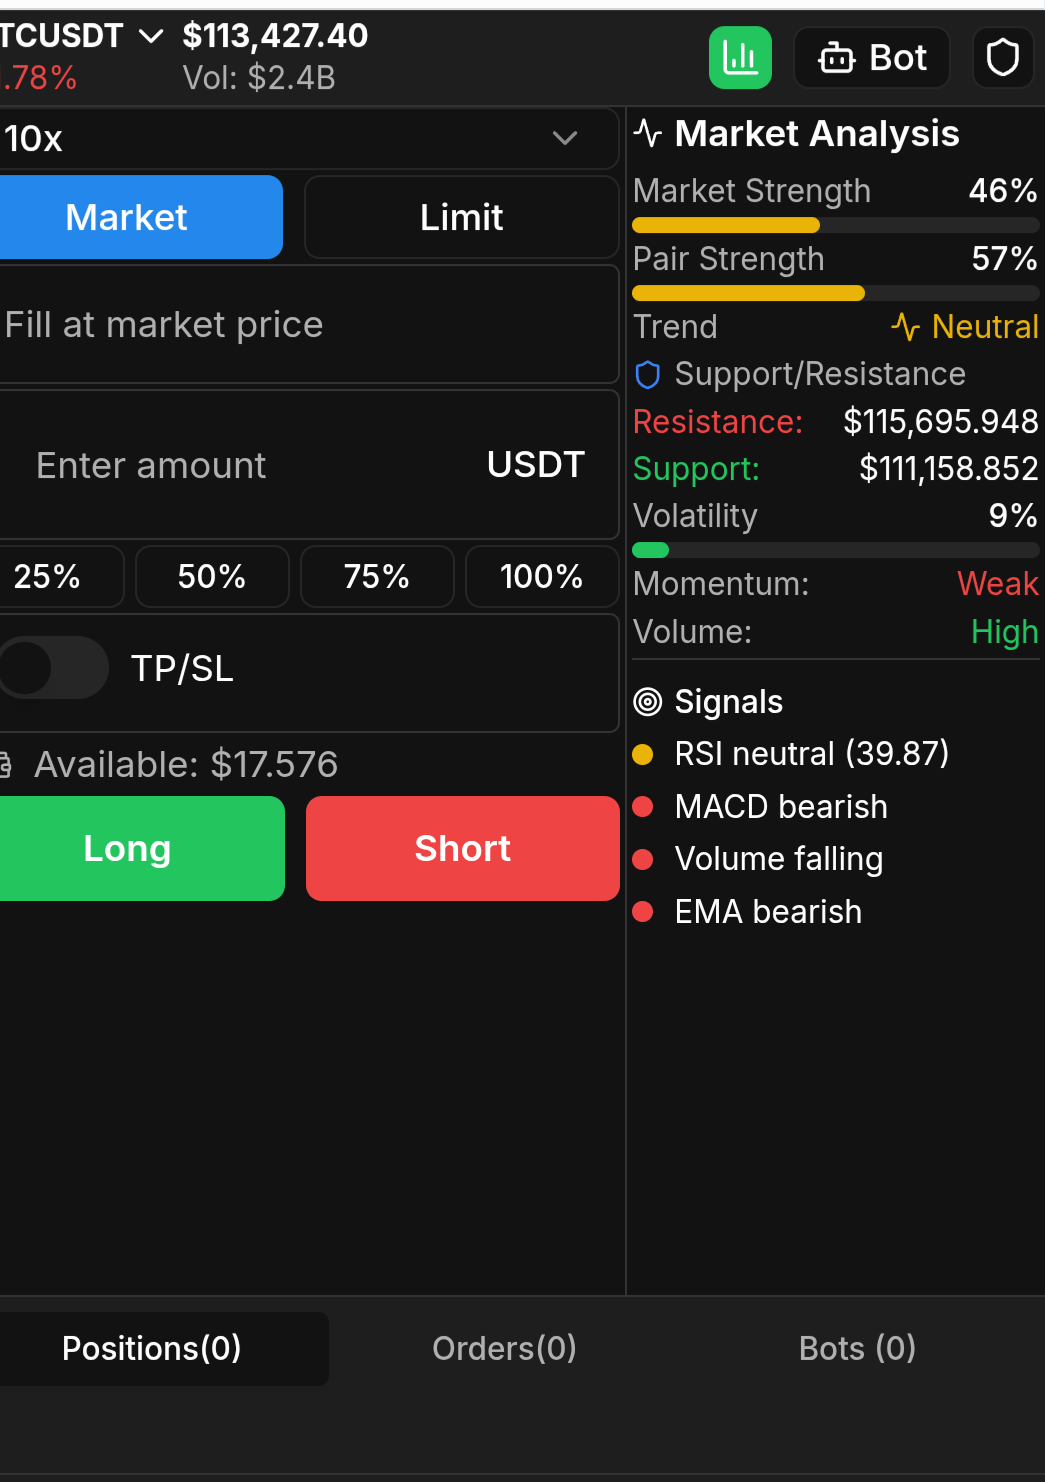 TCUSDT $113,427.40
.78% Vol: $2.4B
Bot
10x
Market Limit
Fill at market price
Enter amount USDT
25% 50% 75% 100%
TP/SL
Available: $17.576
Long Short
Market Analysis
Market Strength 46%
Pair Strength 57%
Trend Neutral
Support/Resistance
Resistance: $115,695.948
Support: $111,158.852
Volatility 9%
Momentum: Weak
Volume: High
Signals
RSI neutral (39.87)
MACD bearish
Volume falling
EMA bearish
Positions(0) Orders(0) Bots (0)